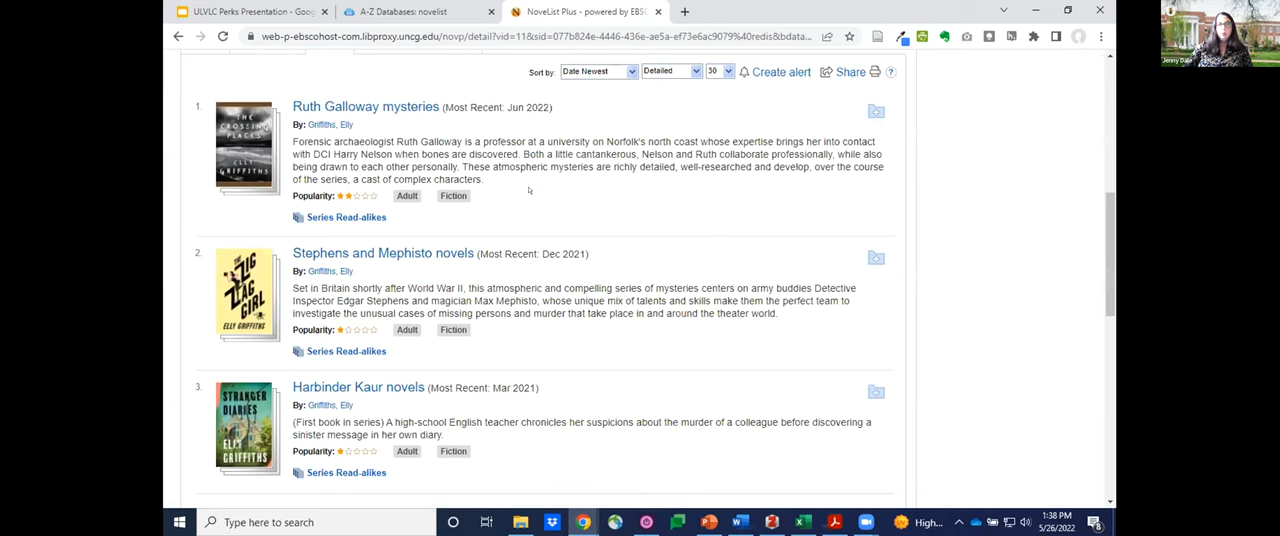 ULVLC Perks Presentation - Goog
A-Z Databases: novelist
NoveList Plus - powered by EBSC
web-p-ebscohost-com.libproxy.uncg.edu/novp/detail?vid=11&sid=077b824e-4446-436e-ae5a-ef73e6ac9079%40redis&bdata...
Jenny Dale
Sort by: Date Newest Detailed 30 Create alert Share ?
1.
Ruth Galloway mysteries (Most Recent: Jun 2022)
By: Griffiths, Elly
Forensic archaeologist Ruth Galloway is a professor at a university on Norfolk's north coast whose expertise brings her into contact
with DCI Harry Nelson when bones are discovered. Both a little cantankerous, Nelson and Ruth collaborate professionally, while also
being drawn to each other personally. These atmospheric mysteries are richly detailed, well-researched and develop, over the course
of the series, a cast of complex characters.
Popularity: Adult Fiction
Series Read-alikes
THE
CROSSING
PLACES
ELLY
GRIFFITHS
2.
Stephens and Mephisto novels (Most Recent: Dec 2021)
By: Griffiths, Elly
Set in Britain shortly after World War II, this atmospheric and compelling series of mysteries centers on army buddies Detective
Inspector Edgar Stephens and magician Max Mephisto, whose unique mix of talents and skills make them the perfect team to
investigate the unusual cases of missing persons and murder that take place in and around the theater world.
Popularity: Adult Fiction
Series Read-alikes
THE
ZIG
ZAG
GIRL
ELLY GRIFFITHS
3.
Harbinder Kaur novels (Most Recent: Mar 2021)
By: Griffiths, Elly
(First book in series) A high-school English teacher chronicles her suspicions about the murder of a colleague before discovering a
sinister message in her own diary.
Popularity: Adult Fiction
Series Read-alikes
STRANGER
DIARIES
ELLY
GRIFFITHS
Type here to search
High...
1:38 PM
5/26/2022